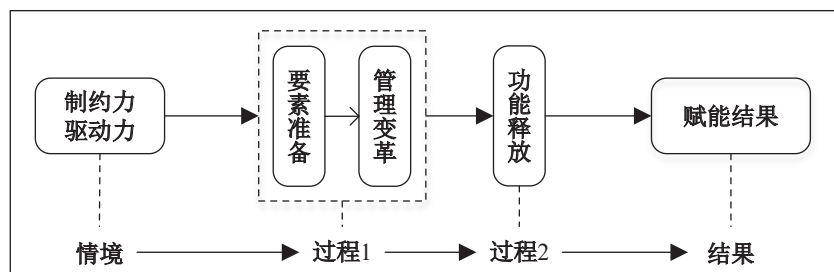 制约力
驱动力
要素准备
管理变革
功能释放
赋能结果
情境
过程1
过程2
结果